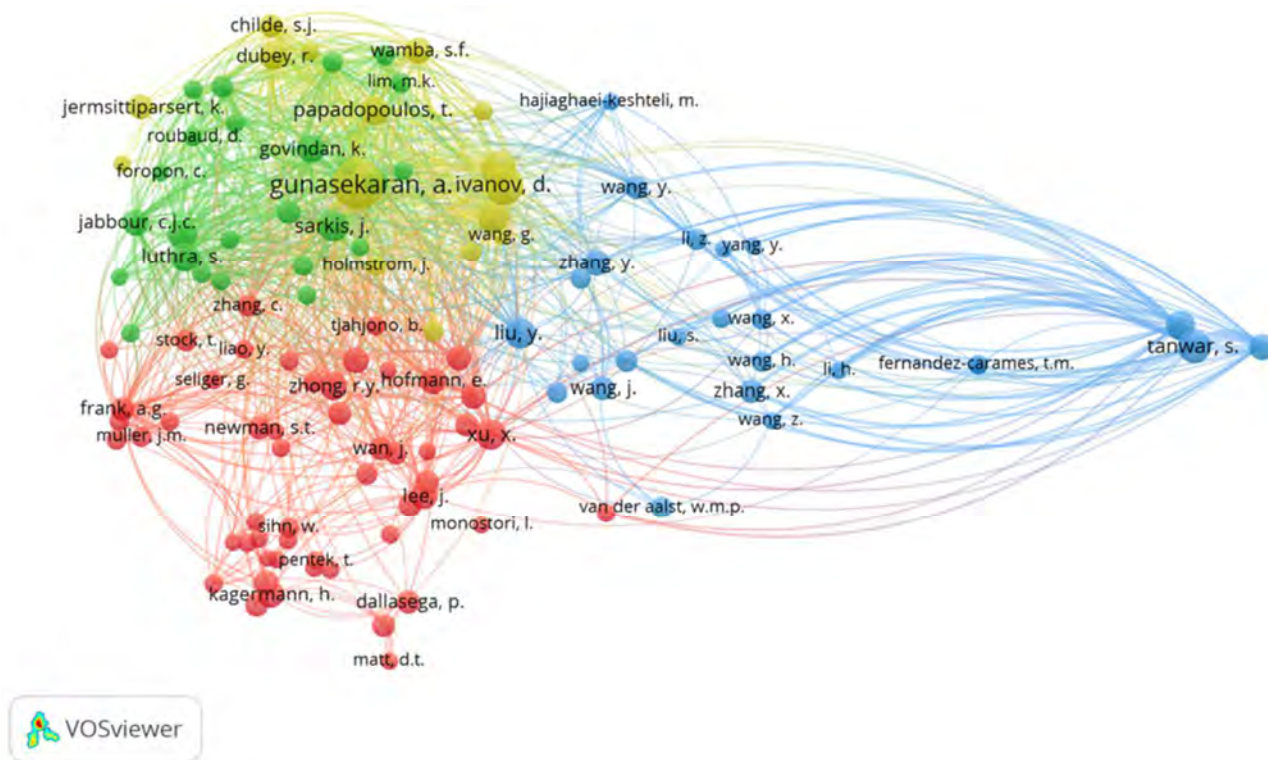 childe, s.j.
dubey, r.
wamba, s.f.
lim, m.k.
hajiaghaei-keshteli, m.
jermsittiparsert, k.
papadopoulos, t.
roubaud, d.
govindan, k.
foropon, c.
gunasekaran, a.
ivanov, d.
wang, y.
jabbour, c.j.c.
sarkis, j.
wang, g.
li, z.
yang, y.
luthra, s.
holmstrom, j.
zhang, y.
zhang, c.
tjahjono, b.
liu, y.
liu, s.
wang, x.
tanwar, s.
stock, t.
liao, y.
wang, h.
li, h.
fernandez-carames, t.m.
seliger, g.
zhong, r.y.
hofmann, e.
wang, j.
zhang, x.
frank, a.g.
muller, j.m.
newman, s.t.
xu, x.
wang, z.
wan, j.
lee, j.
monostori, l.
van der aalst, w.m.p.
sihn, w.
pentek, t.
kagermann, h.
dallasega, p.
matt, d.t.
VOSviewer